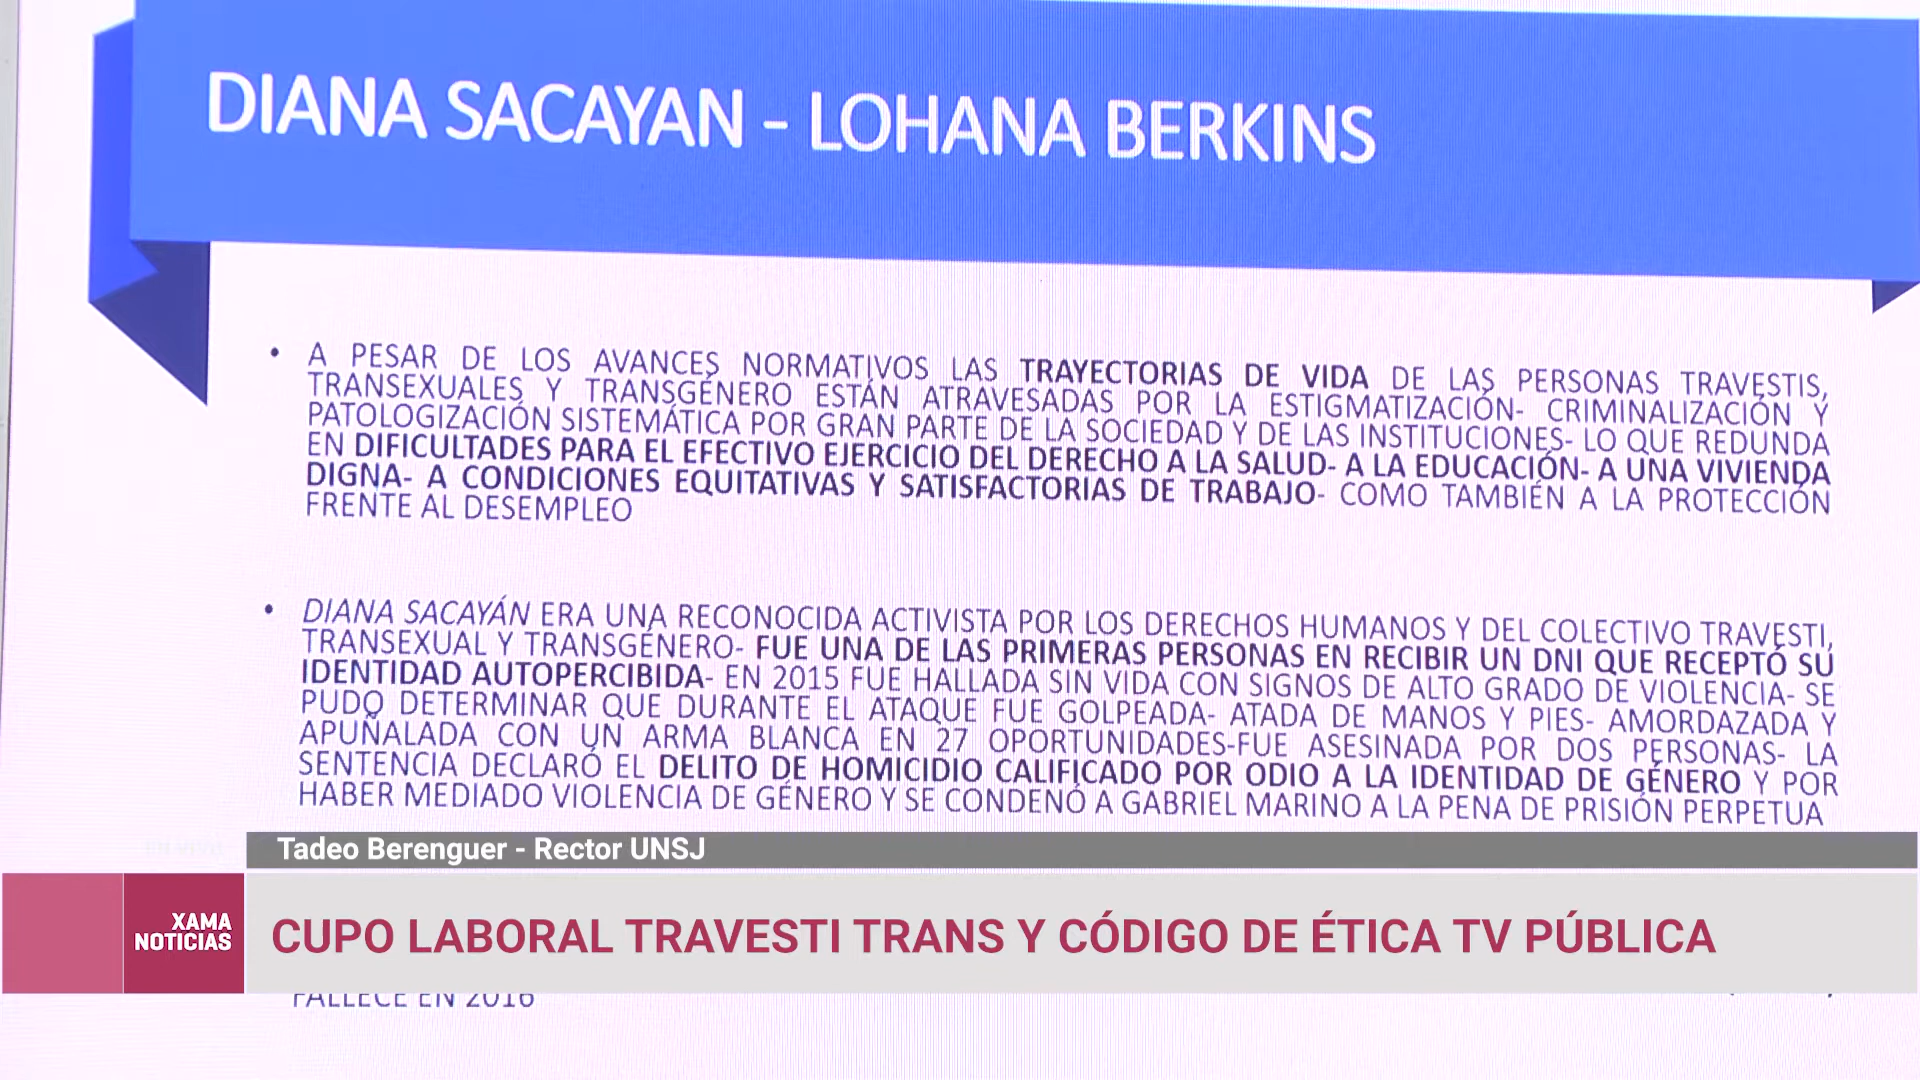 DIANA SACAYAN - LOHANA BERKINS
• A PESAR DE LOS AVANCES NORMATIVOS LAS TRAYECTORIAS DE VIDA DE LAS PERSONAS TRAVESTIS,
TRANSEXUALES Y TRANSGÉNERO ESTÁN ATRAVESADAS POR LA ESTIGMATIZACIÓN- CRIMINALIZACIÓN Y
PATOLOGIZACIÓN SISTEMÁTICA POR GRAN PARTE DE LA SOCIEDAD Y DE LAS INSTITUCIONES- LO QUE REDUNDA
EN DIFICULTADES PARA EL EFECTIVO EJERCICIO DEL DERECHO A LA SALUD- A LA EDUCACIÓN- A UNA VIVIENDA
DIGNA- A CONDICIONES EQUITATIVAS Y SATISFACTORIAS DE TRABAJO- COMO TAMBIÉN A LA PROTECCIÓN
FRENTE AL DESEMPLEO
• DIANA SACAYÁN ERA UNA RECONOCIDA ACTIVISTA POR LOS DERECHOS HUMANOS Y DEL COLECTIVO TRAVESTI,
TRANSEXUAL Y TRANSGÉNERO- FUE UNA DE LAS PRIMERAS PERSONAS EN RECIBIR UN DNI QUE RECEPTÓ SU
IDENTIDAD AUTOPERCIBIDA- EN 2015 FUE HALLADA SIN VIDA CON SIGNOS DE ALTO GRADO DE VIOLENCIA- SE
PUDO DETERMINAR QUE DURANTE EL ATAQUE FUE GOLPEADA- ATADA DE MANOS Y PIES- AMORDAZADA Y
APUÑALADA CON UN ARMA BLANCA EN 27 OPORTUNIDADES-FUE ASESINADA POR DOS PERSONAS- LA
SENTENCIA DECLARÓ EL DELITO DE HOMICIDIO CALIFICADO POR ODIO A LA IDENTIDAD DE GÉNERO Y POR
HABER MEDIADO VIOLENCIA DE GÉNERO Y SE CONDENÓ A GABRIEL MARINO A LA PENA DE PRISIÓN PERPETUA
Tadeo Berenguer - Rector UNSJ
XAMA
NOTICIAS
CUPO LABORAL TRAVESTI TRANS Y CÓDIGO DE ÉTICA TV PÚBLICA
FALLECE EN 2016